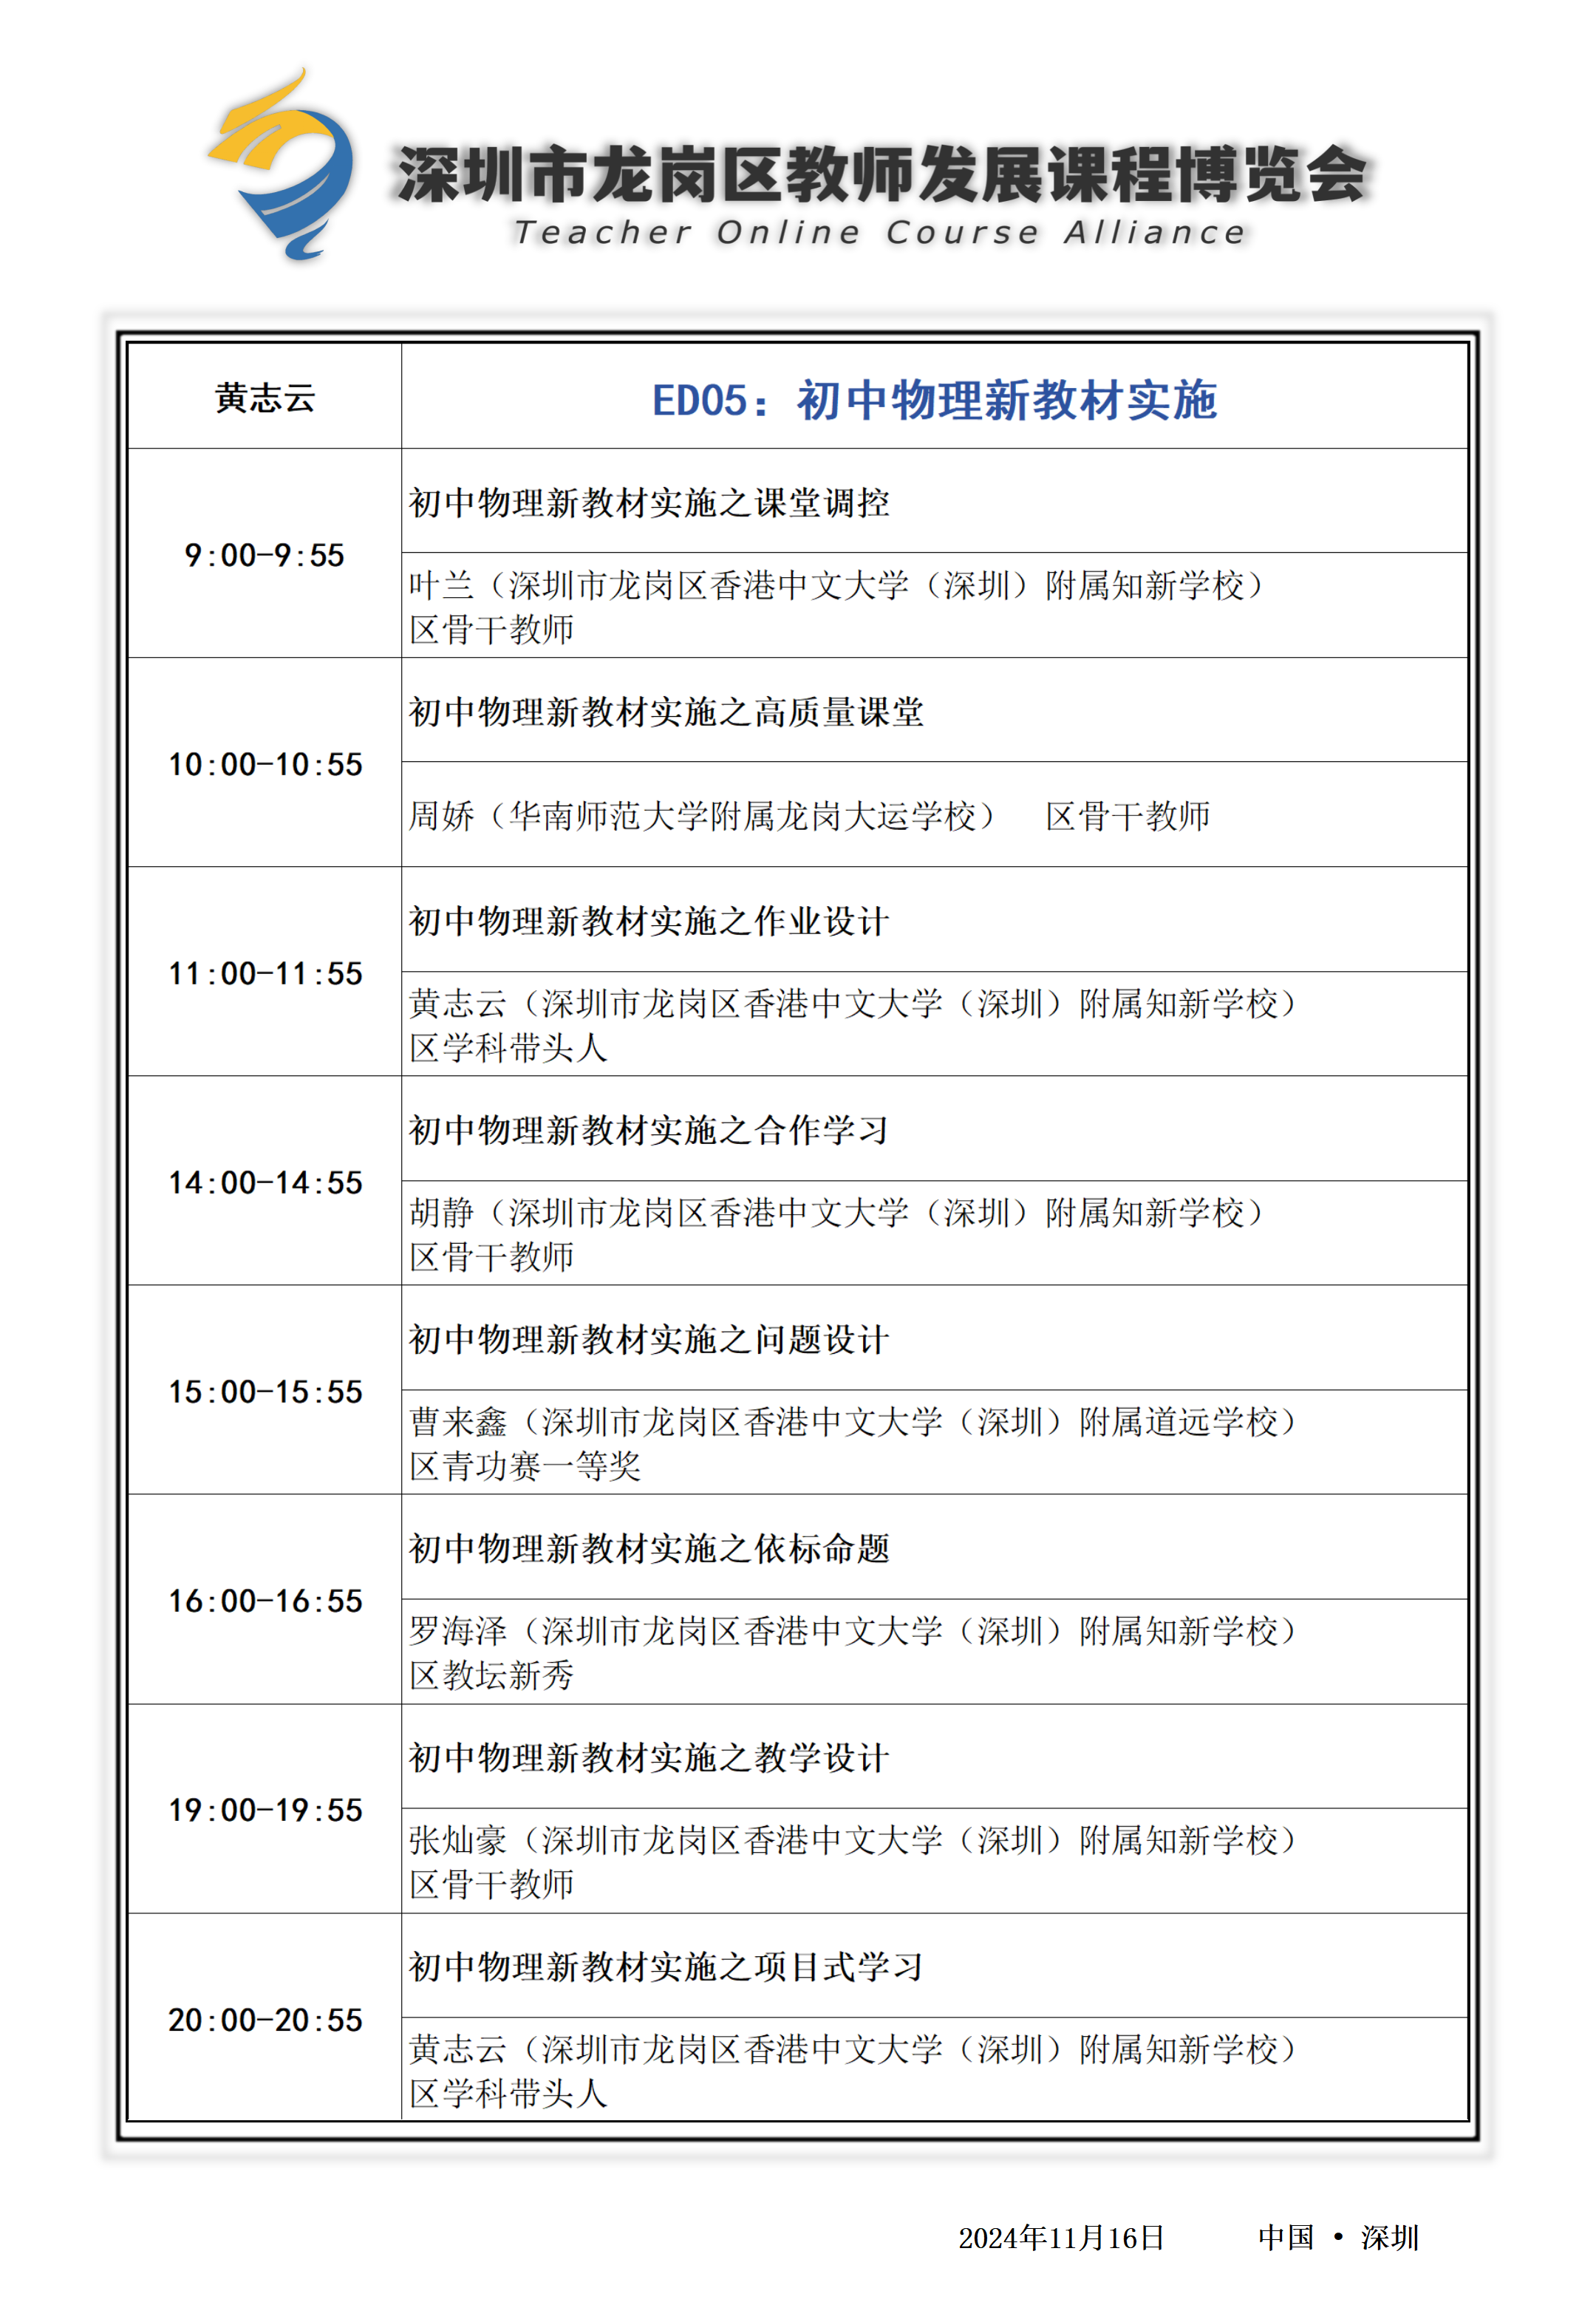 深圳市龙岗区教师发展课程博览会
Teacher Online Course Alliance
黄志云
ED05：初中物理新教材实施
9:00-9:55
初中物理新教材实施之课堂调控
叶兰（深圳市龙岗区香港中文大学（深圳）附属知新学校）
区骨干教师
10:00-10:55
初中物理新教材实施之高质量课堂
周娇（华南师范大学附属龙岗大运学校） 区骨干教师
11:00-11:55
初中物理新教材实施之作业设计
黄志云（深圳市龙岗区香港中文大学（深圳）附属知新学校）
区学科带头人
14:00-14:55
初中物理新教材实施之合作学习
胡静（深圳市龙岗区香港中文大学（深圳）附属知新学校）
区骨干教师
15:00-15:55
初中物理新教材实施之问题设计
曹来鑫（深圳市龙岗区香港中文大学（深圳）附属道远学校）
区青功赛一等奖
16:00-16:55
初中物理新教材实施之依标命题
罗海泽（深圳市龙岗区香港中文大学（深圳）附属知新学校）
区教坛新秀
19:00-19:55
初中物理新教材实施之教学设计
张灿豪（深圳市龙岗区香港中文大学（深圳）附属知新学校）
区骨干教师
20:00-20:55
初中物理新教材实施之项目式学习
黄志云（深圳市龙岗区香港中文大学（深圳）附属知新学校）
区学科带头人
2024年11月16日 中国 • 深圳